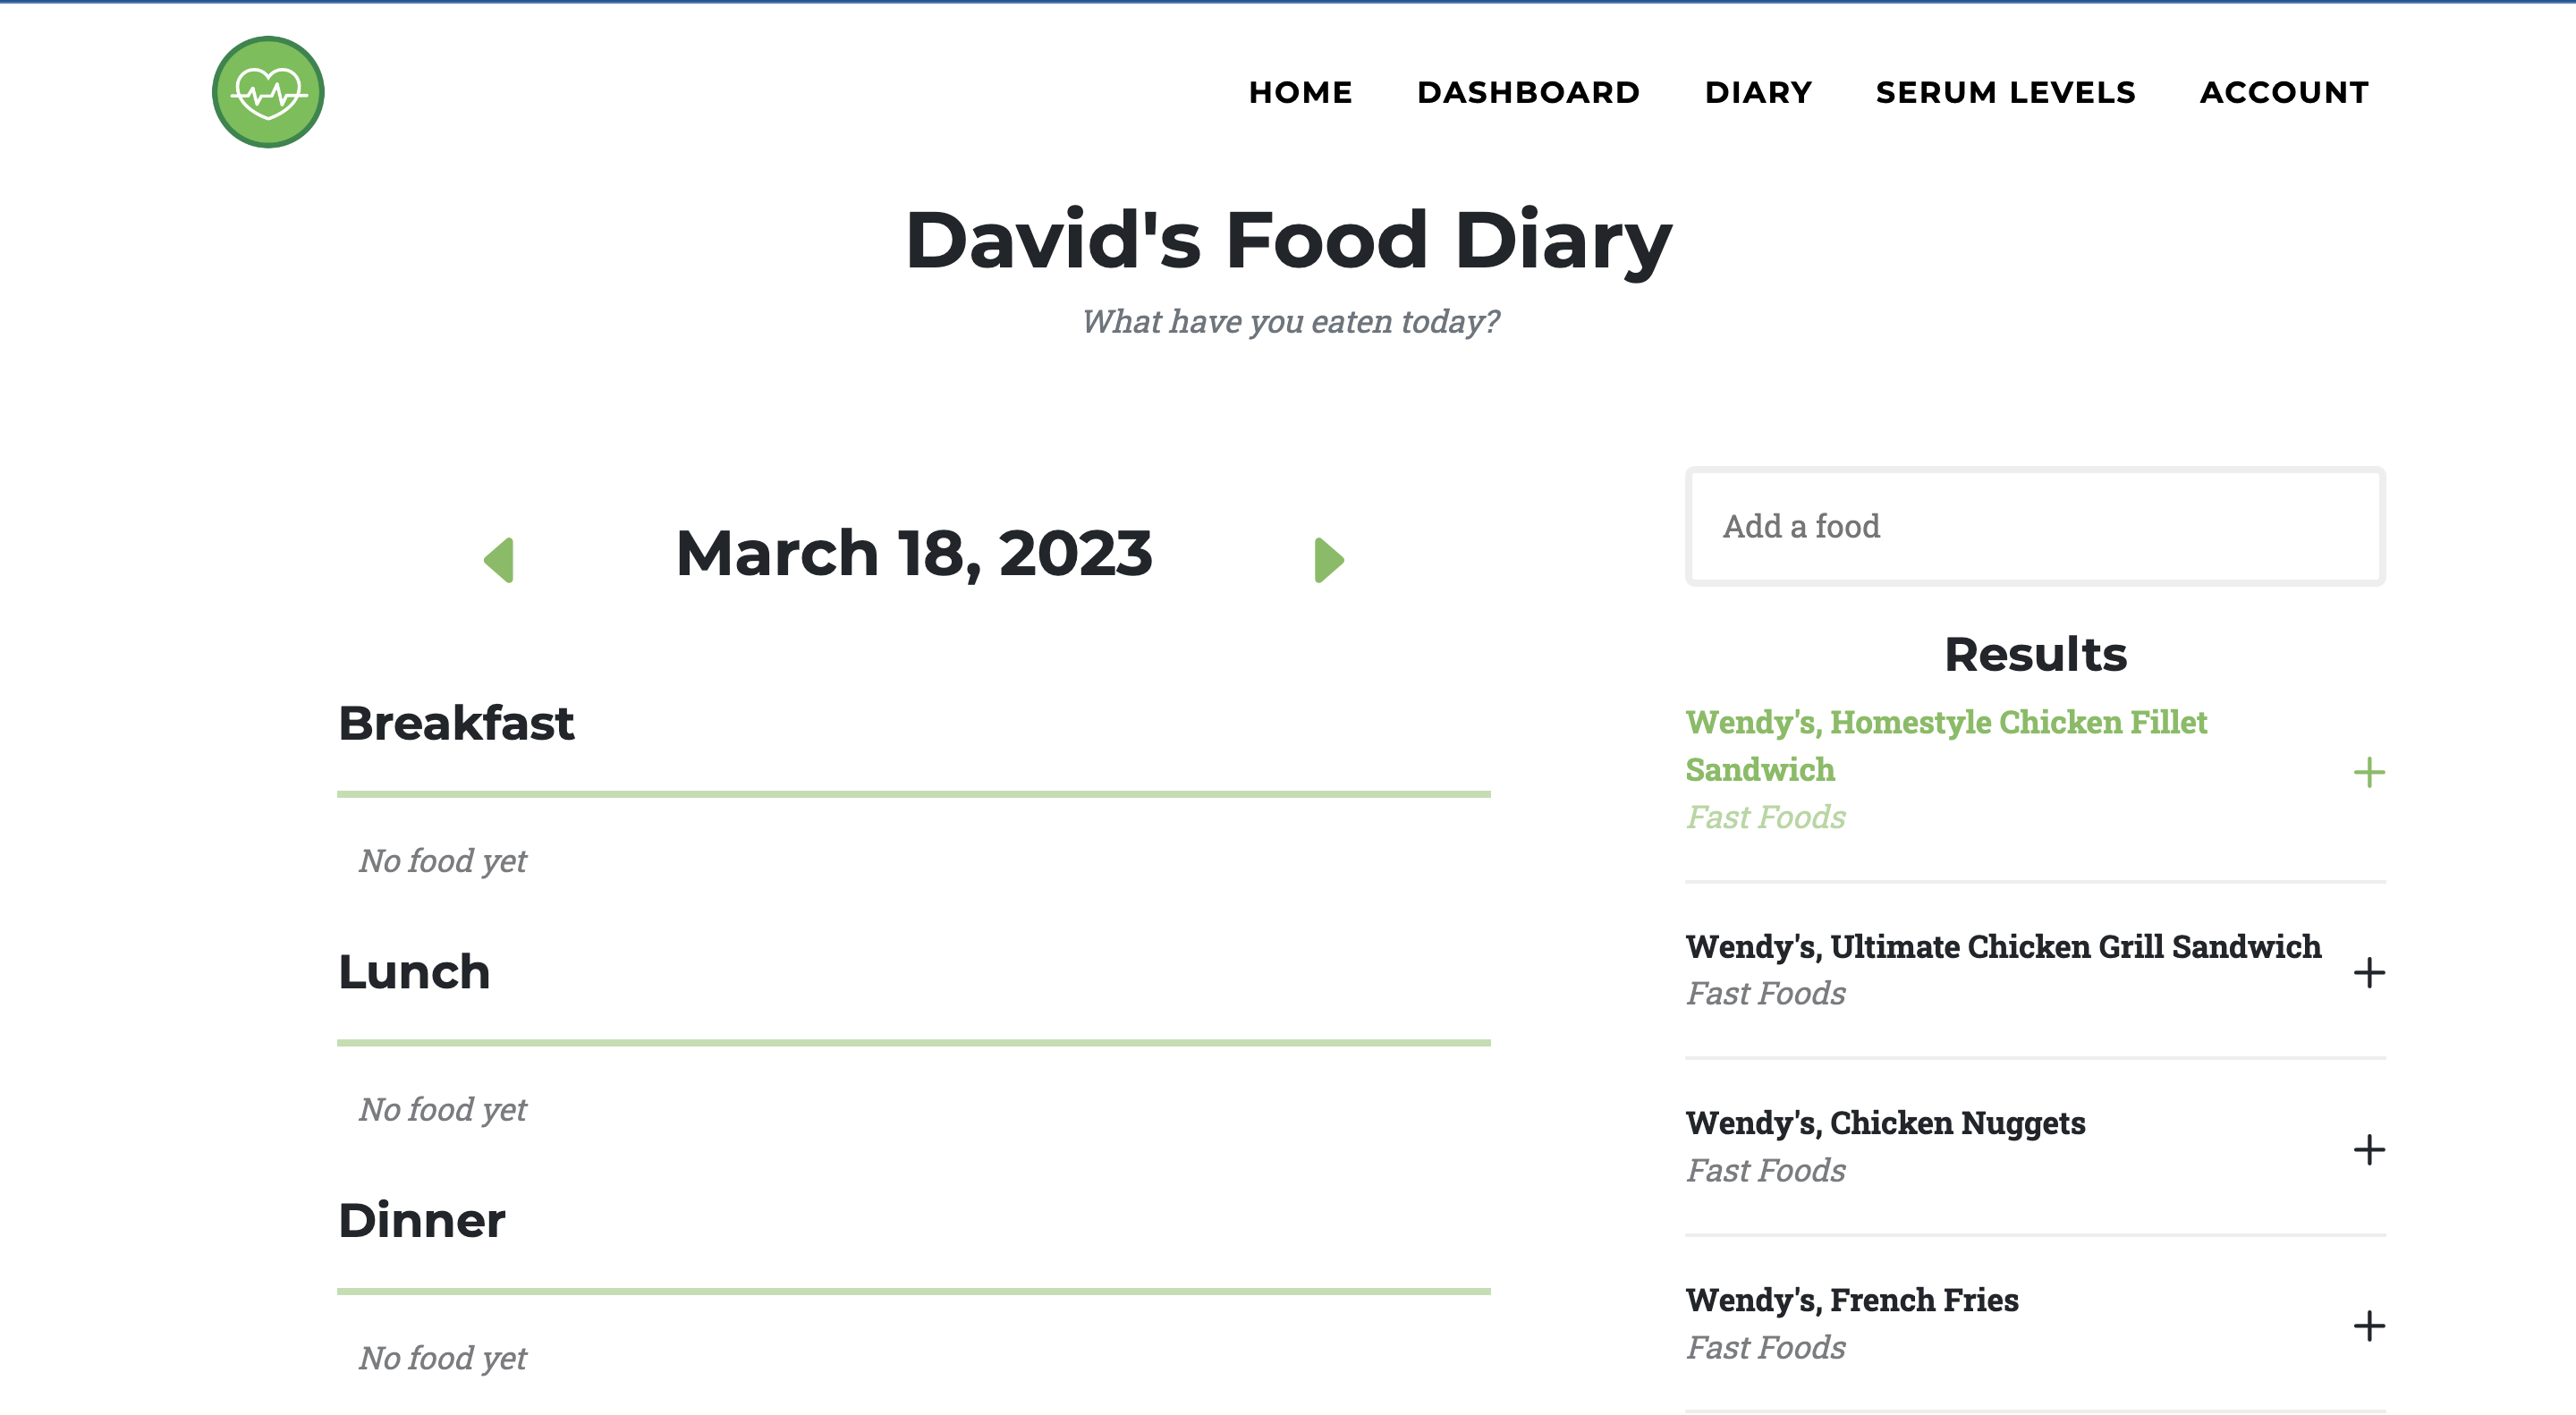 HOME DASHBOARD DIARY SERUM LEVELS ACCOUNT
David's Food Diary
What have you eaten today?
March 18, 2023
Breakfast
No food yet
Lunch
No food yet
Dinner
No food yet
Add a food
Results
Wendy's, Homestyle Chicken Fillet
Sandwich
Fast Foods
Wendy's, Ultimate Chicken Grill Sandwich
Fast Foods
Wendy's, Chicken Nuggets
Fast Foods
Wendy's, French Fries
Fast Foods